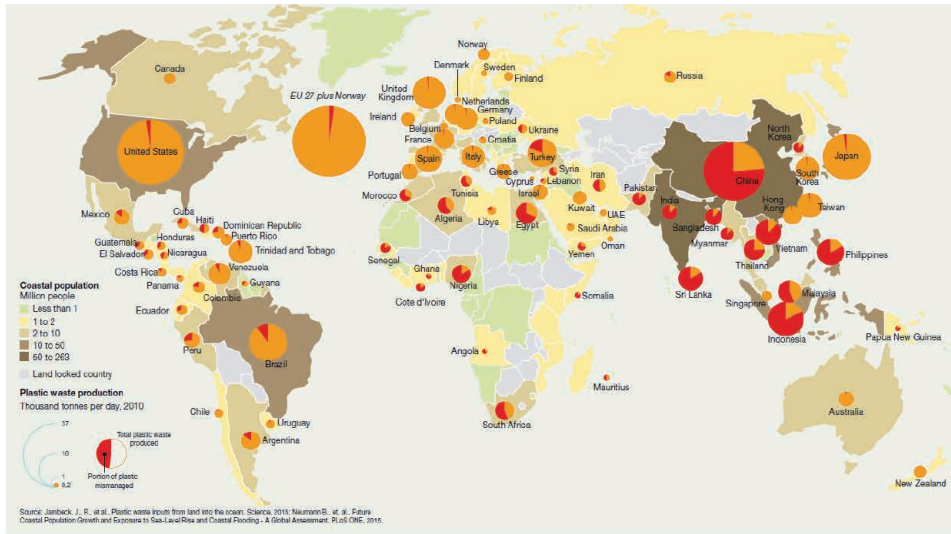 Canada
United States
Mexico
Cuba
Haiti
Dominican Republic
Puerto Rico
Trinidad and Tobago
Guatemala
Honduras
El Salvador
Nicaragua
Costa Rica
Panama
Venezuela
Guyana
Colombia
Ecuador
Peru
Brazil
Chile
Uruguay
Argentina
EU 27 plus Norway
Norway
Sweden
Finland
Denmark
United
Kingdom
Netherlands
Germany
Ireland
Poland
Belgium
France
Croatia
Ukraine
Spain
Italy
Turkey
Portugal
Greece
Cyprus
Syria
Lebanon
Israel
Iran
Morocco
Tunisia
Algeria
Libya
Egypt
Kuwait
UAE
Saudi Arabia
Oman
Yemen
Senegal
Ghana
Cote d'Ivoire
Nigeria
Somalia
Angola
Mauritius
South Africa
Russia
North
Korea
Japan
South
Korea
China
Pakistan
India
Hong
Kong
Taiwan
Bangladesh
Myanmar
Vietnam
Thailand
Philippines
Sri Lanka
Malaysia
Singapore
Indonesia
Papua New Guinea
Australia
New Zealand
Coastal population
Million people
Less than 1
1 to 2
2 to 10
10 to 50
50 to 263
Land locked country
Plastic waste production
Thousand tonnes per day, 2010
37
10
1
0,2
Total plastic waste
produced
Portion of plastic
mismanaged
Source: Jambeck, J., R., et al., Plastic waste inputs from land into the ocean, Science, 2015; Neumann B., et. al., Future
Coastal Population Growth and Exposure to Sea-Level Rise and Coastal Flooding - A Global Assessment. PLoS ONE, 2015.